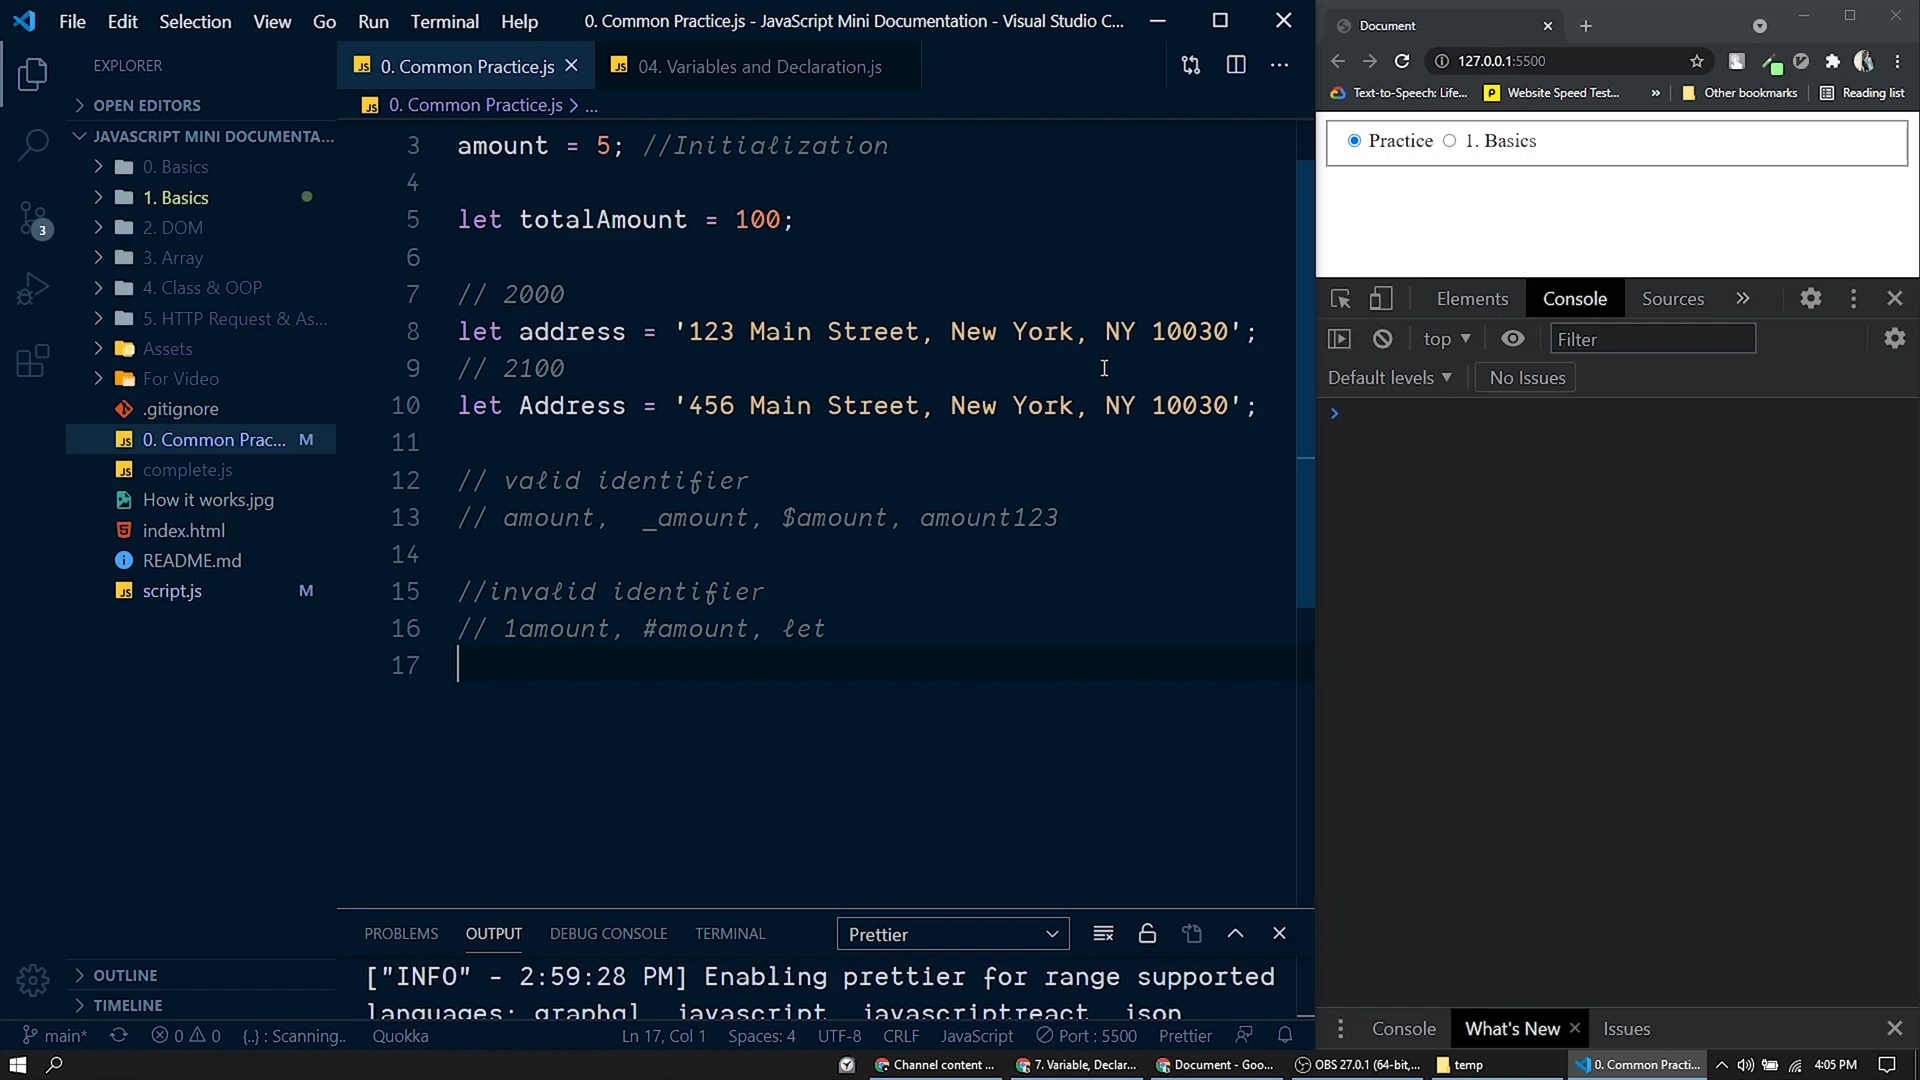 File Edit Selection View Go Run Terminal Help
0. Common Practice.js - JavaScript Mini Documentation - Visual Studio C...
EXPLORER
OPEN EDITORS
JAVASCRIPT MINI DOCUMENTA...
0. Basics
1. Basics
2. DOM
3. Array
4. Class & OOP
5. HTTP Request & As...
Assets
For Video
.gitignore
0. Common Prac... M
complete.js
How it works.jpg
index.html
README.md
script.js M
OUTLINE
TIMELINE
3
0. Common Practice.js
04. Variables and Declaration.js
0. Common Practice.js > ...
3 amount = 5; //Initialization
4
5 let totalAmount = 100;
6
7 // 2000
8 let address = '123 Main Street, New York, NY 10030';
9 // 2100
10 let Address = '456 Main Street, New York, NY 10030';
11
12 // valid identifier
13 // amount, _amount, $amount, amount123
14
15 //invalid identifier
16 // 1amount, #amount, let
17
PROBLEMS OUTPUT DEBUG CONSOLE TERMINAL
Prettier
["INFO" - 2:59:28 PM] Enabling prettier for range supported
languages: graphql, javascript, javascriptreact, json,
main* 0 0 {..} : Scanning.. Quokka Ln 17, Col 1 Spaces: 4 UTF-8 CRLF JavaScript Port : 5500 Prettier
Document
127.0.0.1:5500
Text-to-Speech: Life... Website Speed Test... » Other bookmarks Reading list
Practice 1. Basics
Elements Console Sources »
top Filter
Default levels No Issues
Console What's New Issues
Channel content ... 7. Variable, Declar... Document - Goo... OBS 27.0.1 (64-bit,... temp 0. Common Practi... 4:05 PM